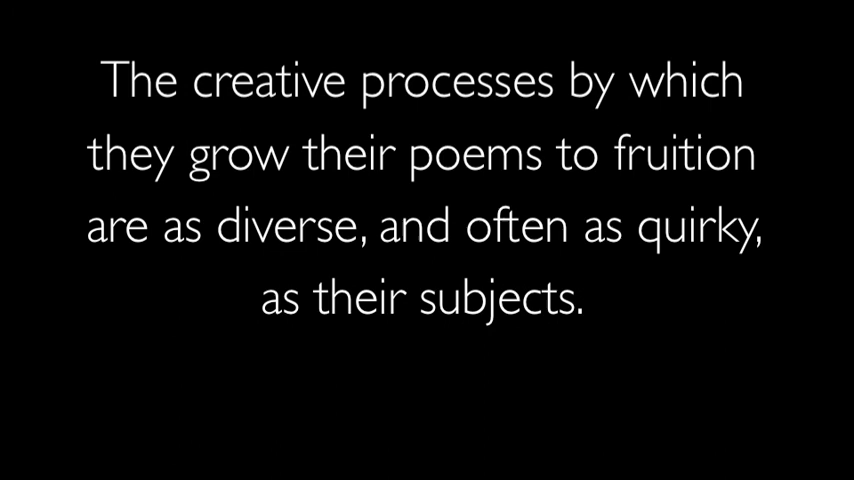 The creative processes by which
they grow their poems to fruition
are as diverse, and often as quirky,
as their subjects.